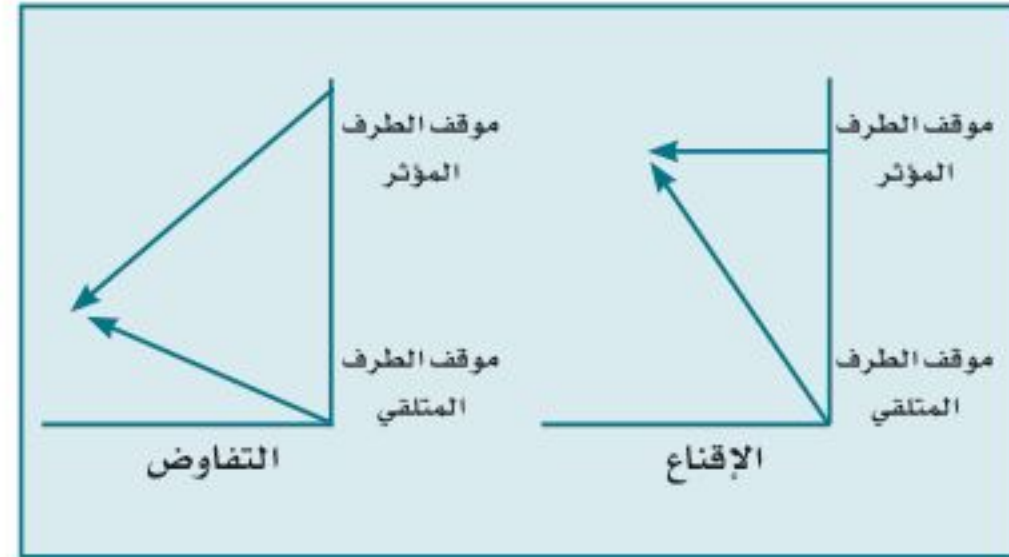 موقف الطرف
المؤثر
موقف الطرف
المتلقي
الإقناع
موقف الطرف
المؤثر
موقف الطرف
المتلقي
التفاوض